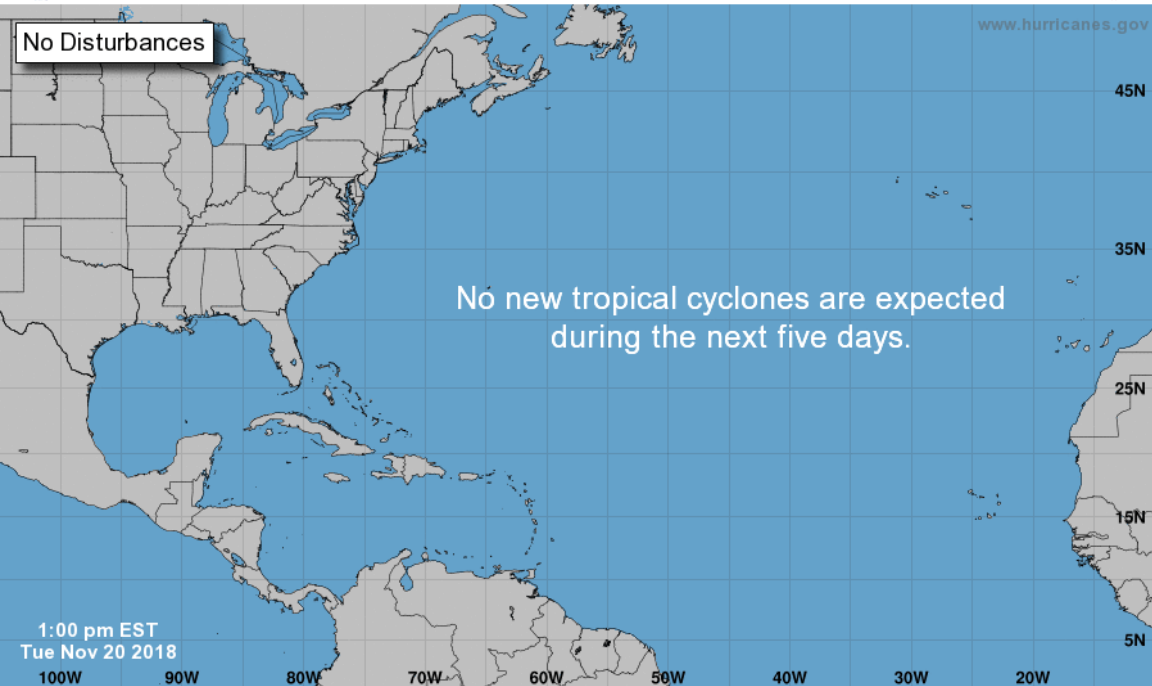 No Disturbances
www.hurricanes.gov
45N
35N
No new tropical cyclones are expected
during the next five days.
25N
15N
1:00 pm EST
Tue Nov 20 2018
5N
100W 90W 80W 70W 60W 50W 40W 30W 20W